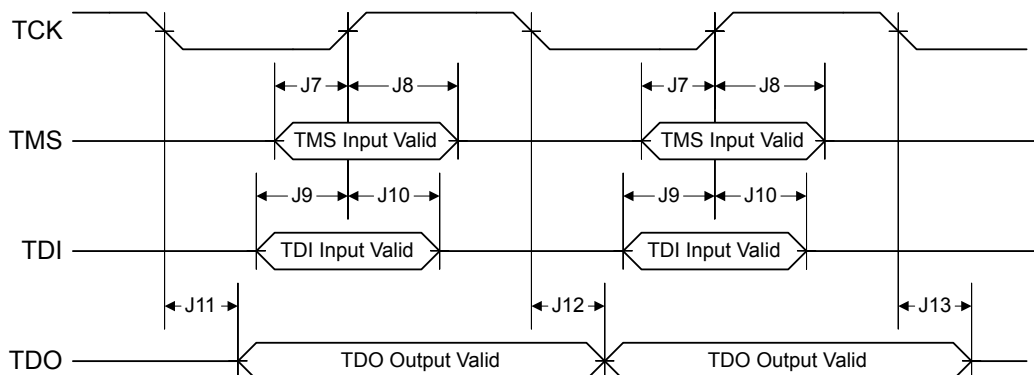 TCK
J7 J8 J7 J8
TMS TMS Input Valid TMS Input Valid
J9 J10 J9 J10
TDI TDI Input Valid TDI Input Valid
J11 J12 J13
TDO TDO Output Valid TDO Output Valid